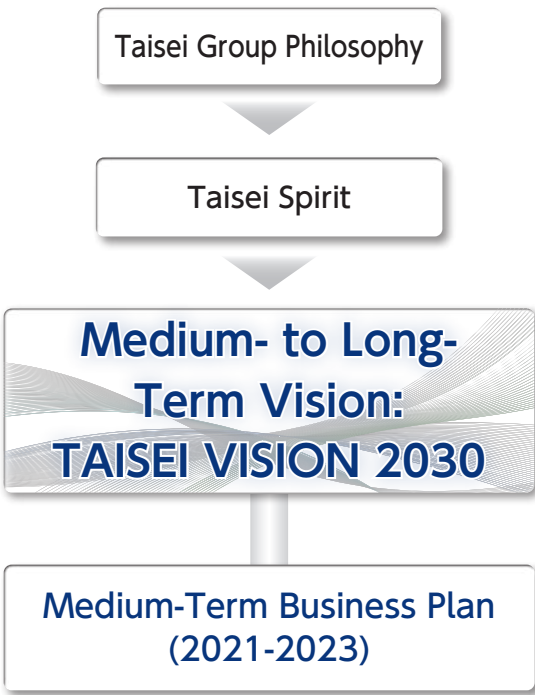 Taisei Group Philosophy
Taisei Spirit
Medium- to Long-
Term Vision:
TAISEI VISION 2030
Medium-Term Business Plan
(2021-2023)